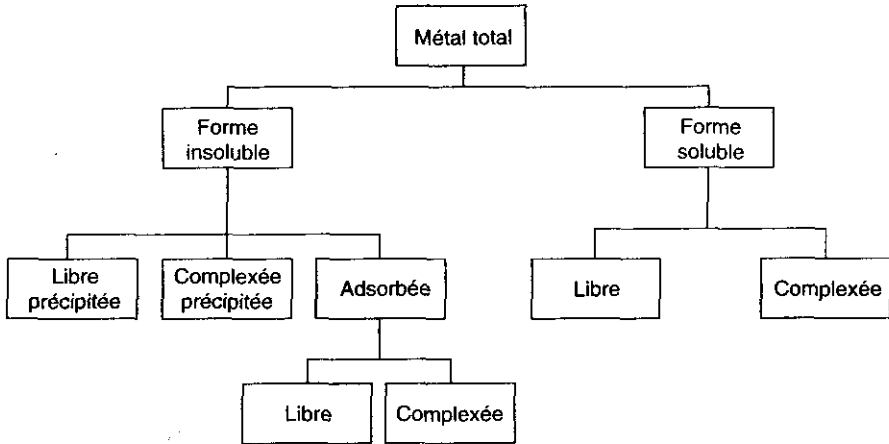 Métal total
Forme
insoluble
Forme
soluble
Libre
précipitée
Complexée
précipitée
Adsorbée
Libre
Complexée
Libre
Complexée